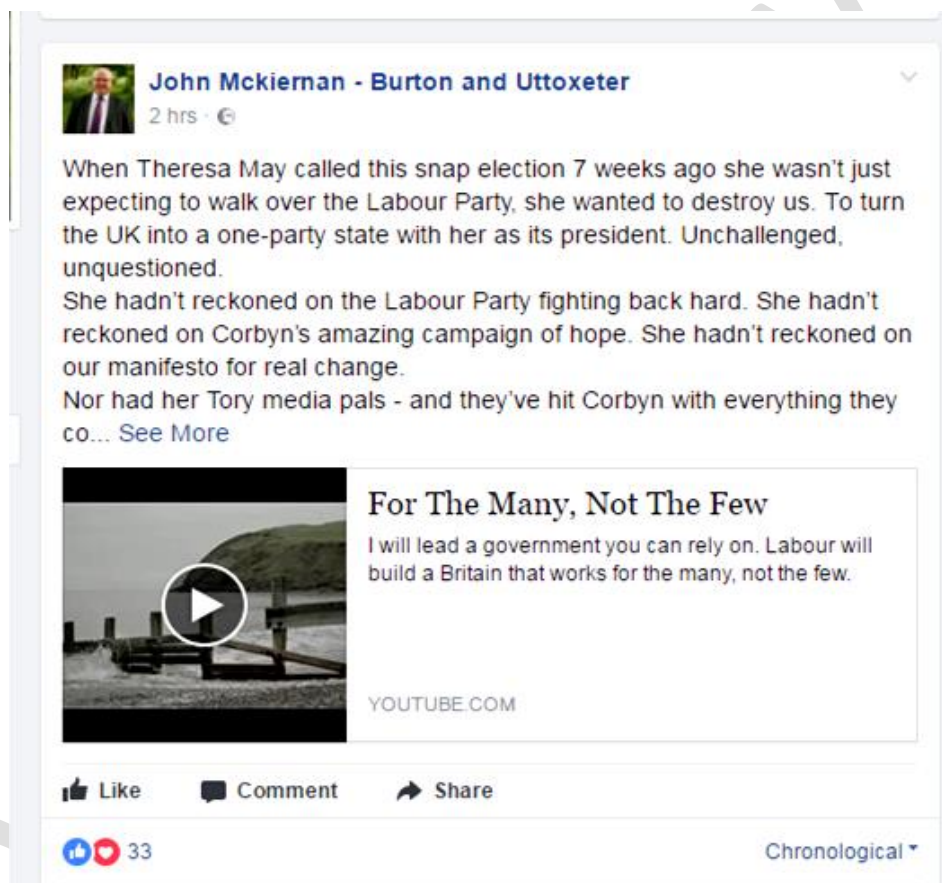 John Mckiernan - Burton and Uttoxeter
2 hrs ·
When Theresa May called this snap election 7 weeks ago she wasn't just
expecting to walk over the Labour Party, she wanted to destroy us. To turn
the UK into a one-party state with her as its president. Unchallenged,
unquestioned.
She hadn't reckoned on the Labour Party fighting back hard. She hadn't
reckoned on Corbyn's amazing campaign of hope. She hadn't reckoned on
our manifesto for real change.
Nor had her Tory media pals - and they've hit Corbyn with everything they
co... See More
For The Many, Not The Few
I will lead a government you can rely on. Labour will
build a Britain that works for the many, not the few.
YOUTUBE.COM
Like Comment Share
33 Chronological